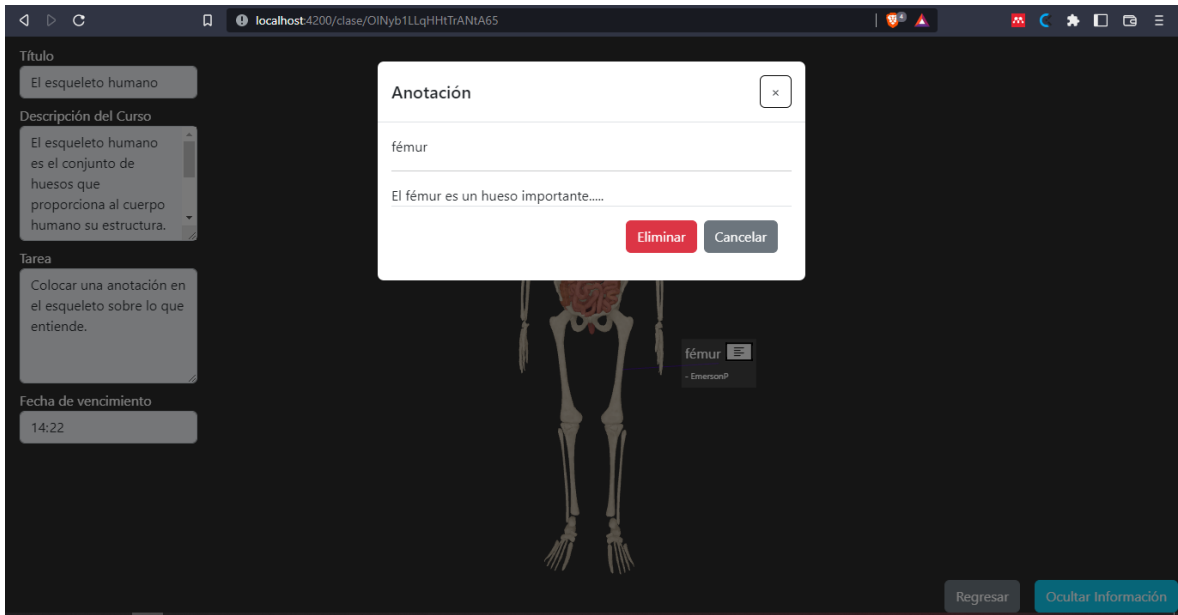 localhost:4200/clase/OlNyb1LLqHHtTrANtA65
Título
El esqueleto humano
Descripción del Curso
El esqueleto humano
es el conjunto de
huesos que
proporciona al cuerpo
humano su estructura.
Tarea
Colocar una anotación en
el esqueleto sobre lo que
entiende.
Fecha de vencimiento
14:22
Anotación
×
fémur
El fémur es un hueso importante.....
Eliminar
Cancelar
fémur
- EmersonP
Regresar
Ocultar Información